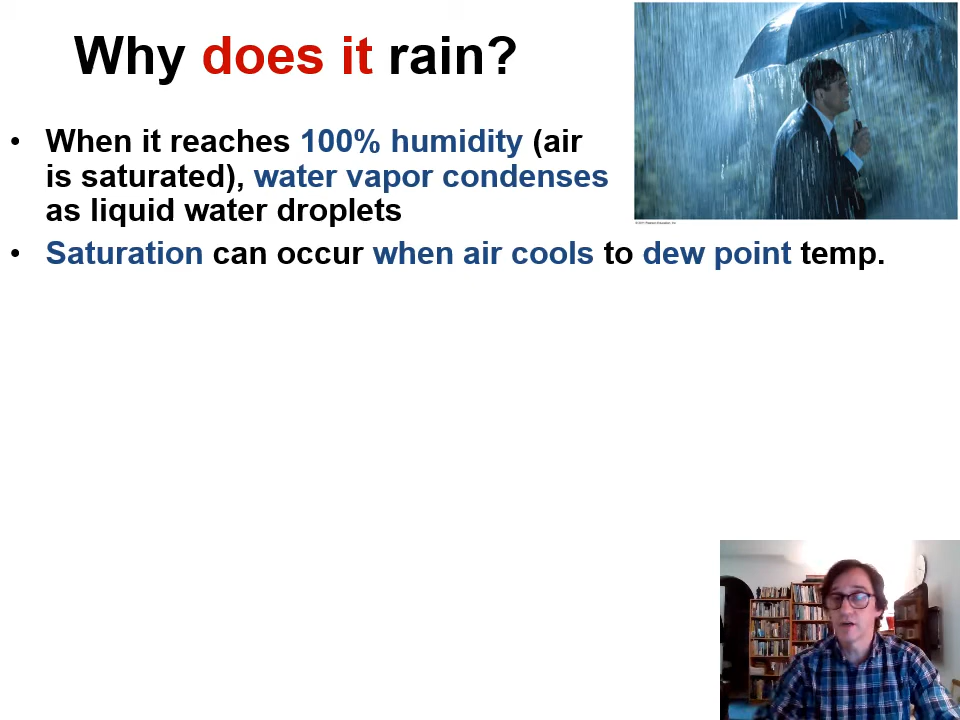 Why does it rain?
• When it reaches 100% humidity (air
is saturated), water vapor condenses
as liquid water droplets
• Saturation can occur when air cools to dew point temp.